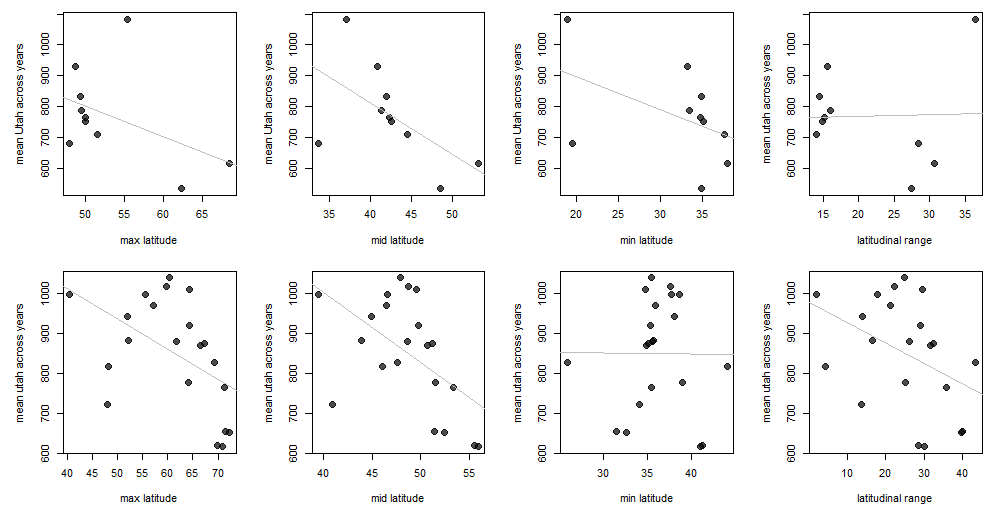 mean Utah across years
600 700 800 900 1000
50 55 60 65
max latitude
mean Utah across years
600 700 800 900 1000
35 40 45 50
mid latitude
mean Utah across years
600 700 800 900 1000
20 25 30 35
min latitude
mean Utah across years
600 700 800 900 1000
15 20 25 30 35
latitudinal range
mean utah across years
600 700 800 900 1000
40 45 50 55 60 65 70
max latitude
mean utah across years
600 700 800 900 1000
40 45 50 55
mid latitude
mean utah across years
600 700 800 900 1000
30 35 40
min latitude
mean utah across years
600 700 800 900 1000
10 20 30 40
latitudinal range